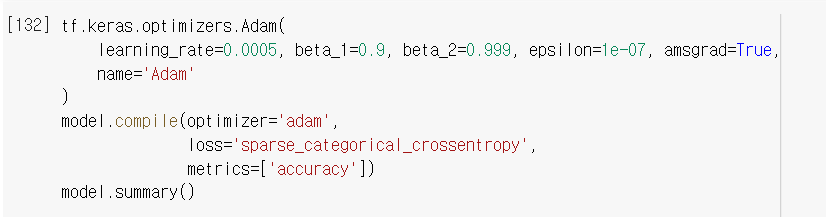 [132] tf.keras.optimizers.Adam(
learning_rate=0.0005, beta_1=0.9, beta_2=0.999, epsilon=1e-07, amsgrad=True,
name='Adam'
)
model.compile(optimizer='adam',
loss='sparse_categorical_crossentropy',
metrics=['accuracy'])
model.summary()